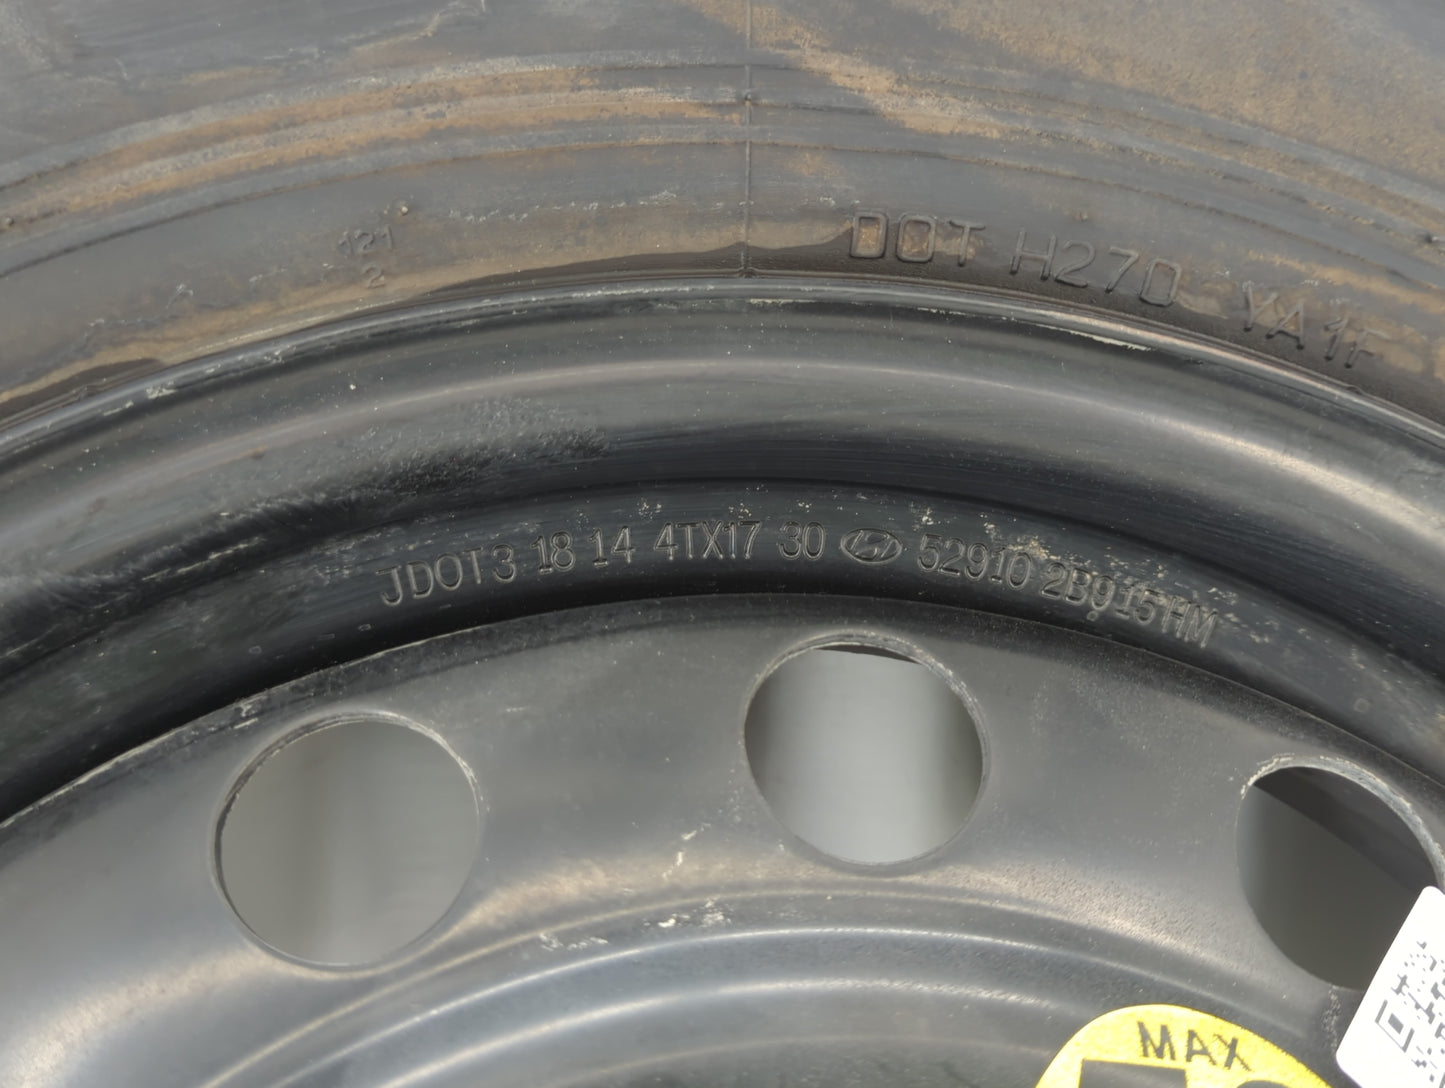 121
2
DOT H270 YA1F
JDOT3 18 14 4TX17 30 52910 2B915HM
MAX